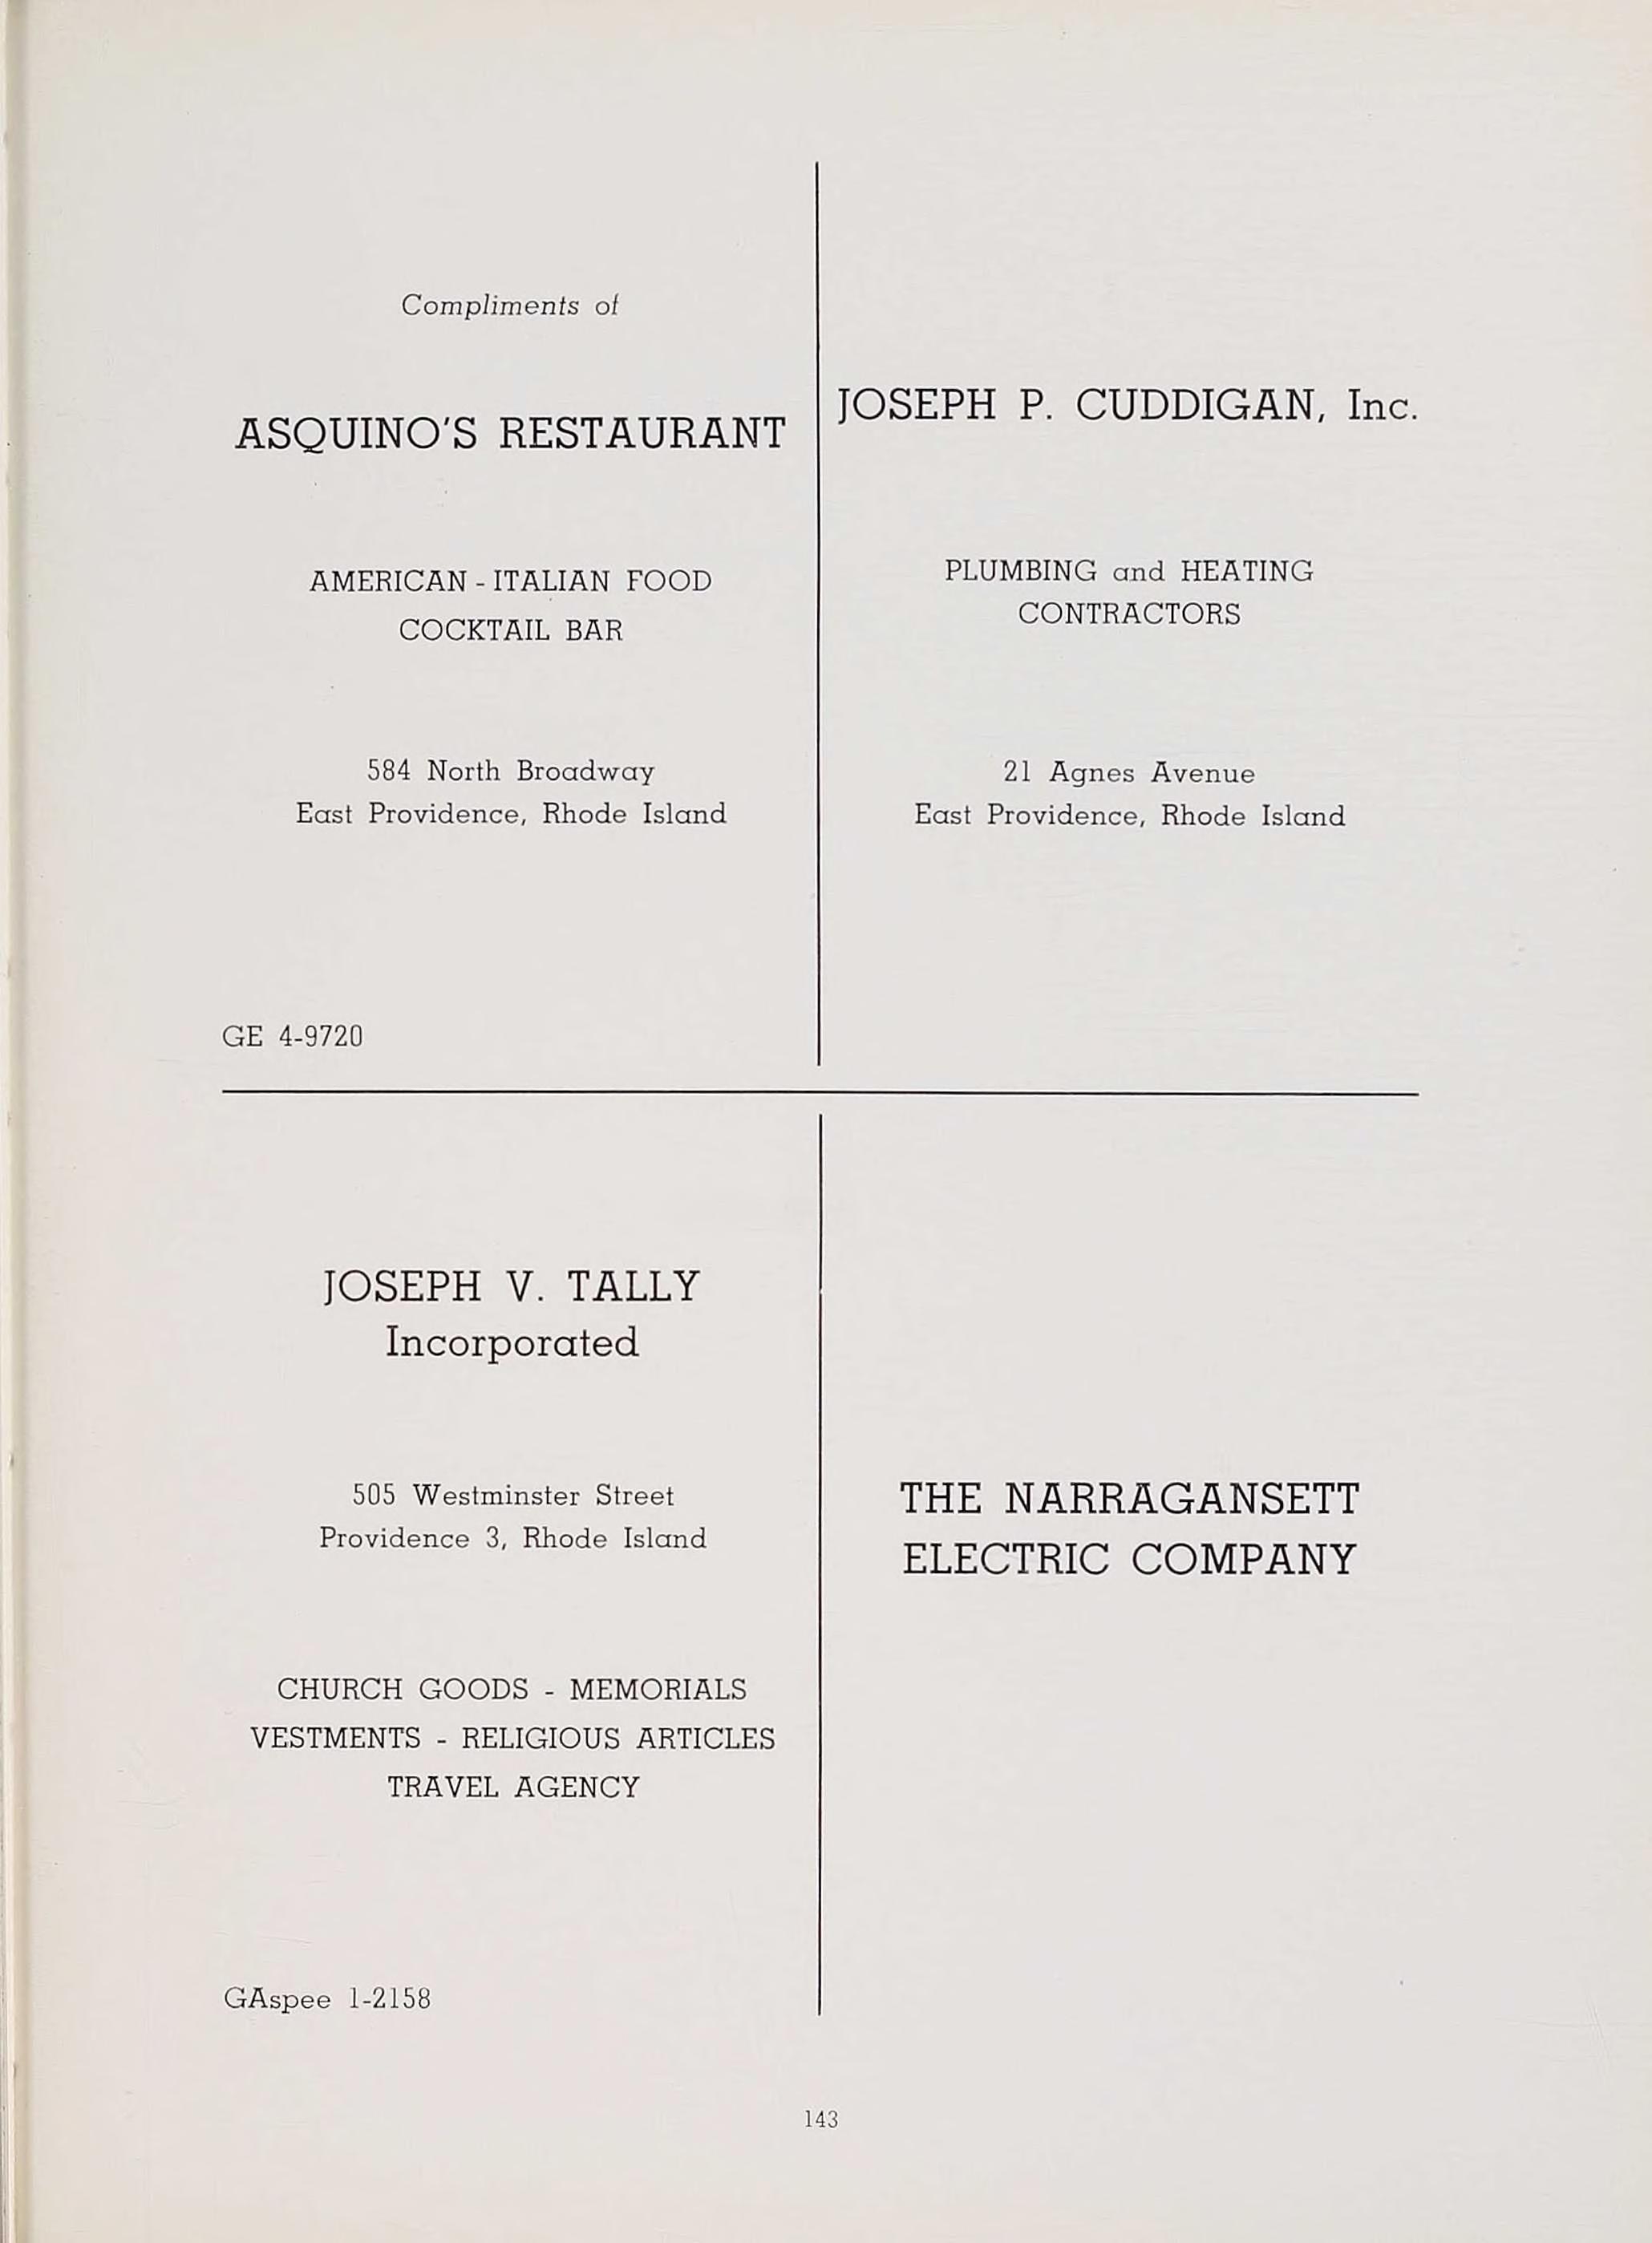 Compliments of
ASQUINO'S RESTAURANT
AMERICAN - ITALIAN FOOD
COCKTAIL BAR
584 North Broadway
East Providence, Rhode Island
GE 4-9720
JOSEPH P. CUDDIGAN, Inc.
PLUMBING and HEATING
CONTRACTORS
21 Agnes Avenue
East Providence, Rhode Island
JOSEPH V. TALLY
Incorporated
505 Westminster Street
Providence 3, Rhode Island
CHURCH GOODS - MEMORIALS
VESTMENTS - RELIGIOUS ARTICLES
TRAVEL AGENCY
GAspee 1-2158
THE NARRAGANSETT
ELECTRIC COMPANY
143